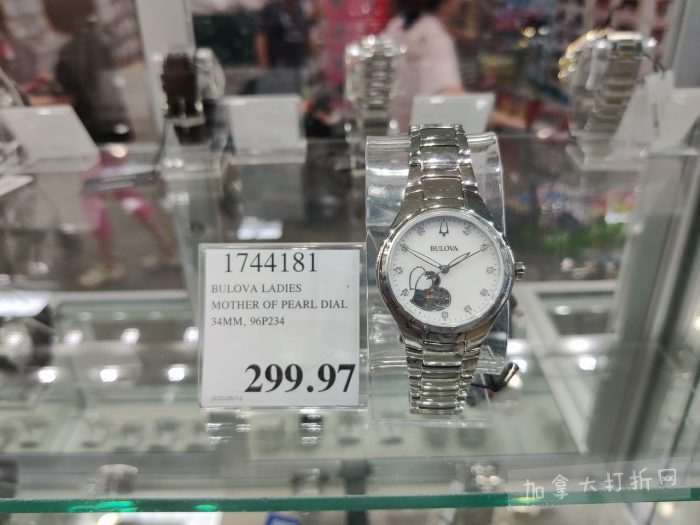 1744181
BULOVA LADIES
MOTHER OF PEARL DIAL
34MM, 96P234
299.97
BULOVA
加拿大打折网